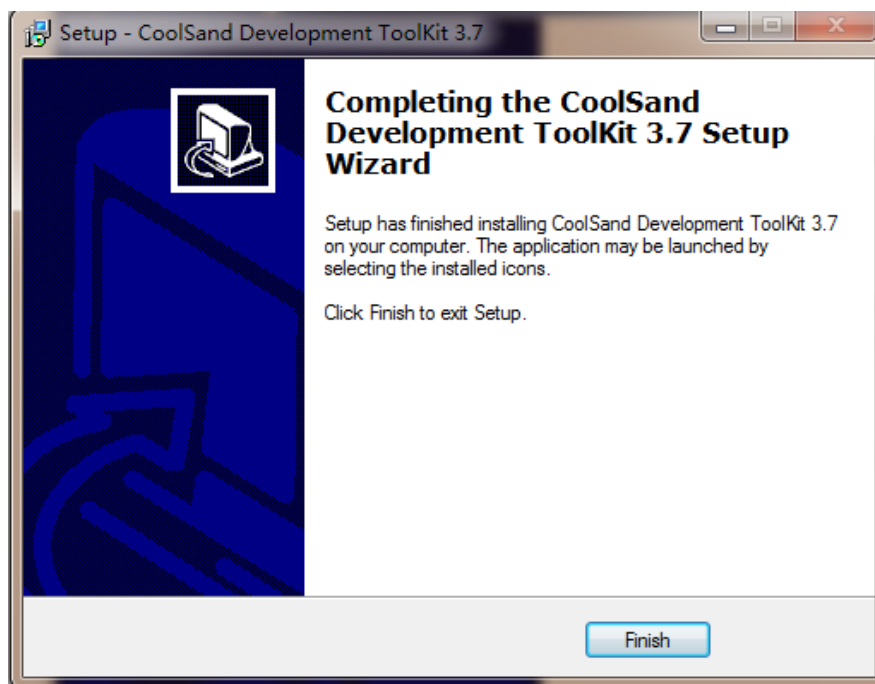 Setup - CoolSand Development ToolKit 3.7
Completing the CoolSand
Development ToolKit 3.7 Setup
Wizard
Setup has finished installing CoolSand Development ToolKit 3.7
on your computer. The application may be launched by
selecting the installed icons.
Click Finish to exit Setup.
Finish